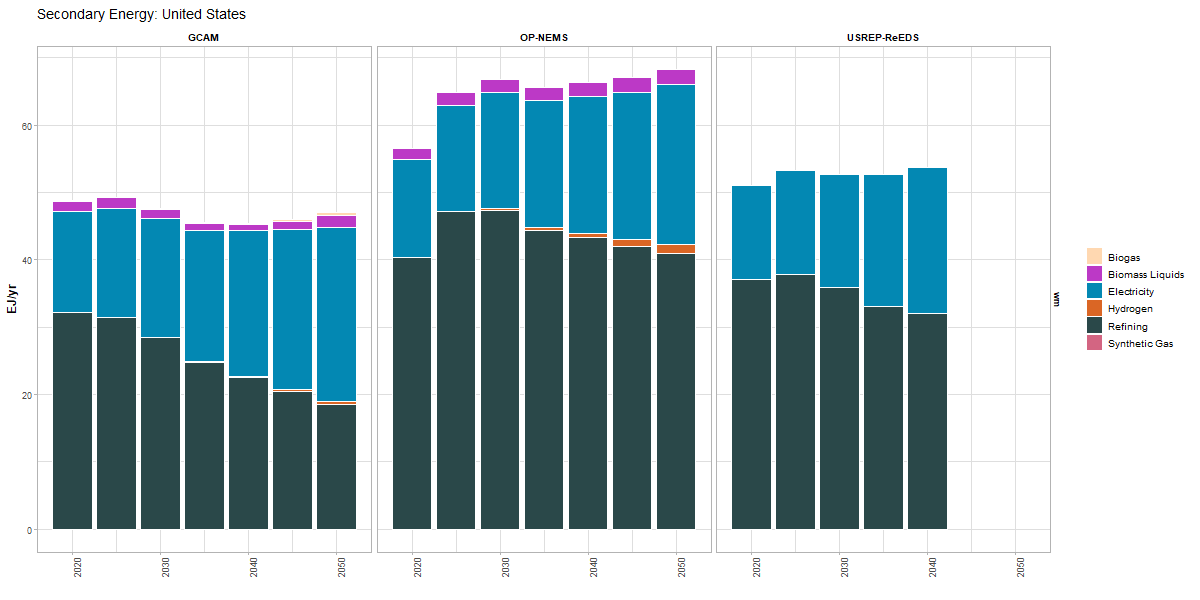 Secondary Energy: United States
GCAM
OP-NEMS
USREP-ReEDS
EJ/yr
60
40
20
0
2020
2030
2040
2050
2020
2030
2040
2050
2020
2030
2040
2050
wm
Biogas
Biomass Liquids
Electricity
Hydrogen
Refining
Synthetic Gas